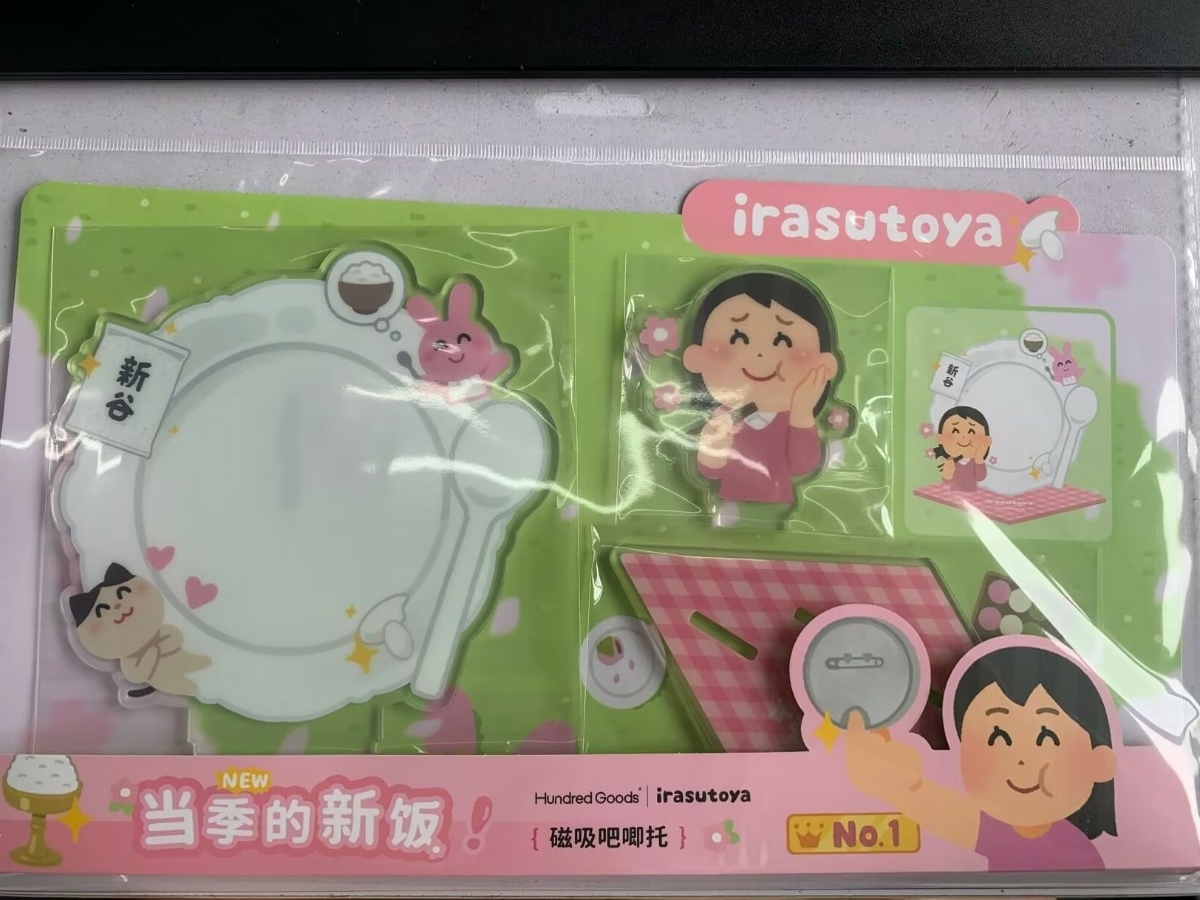 irasutoya
新谷
新谷
NEW
当季的新饭!
Hundred Goods | irasutoya
{ 磁吸吧唧托 }
No.1